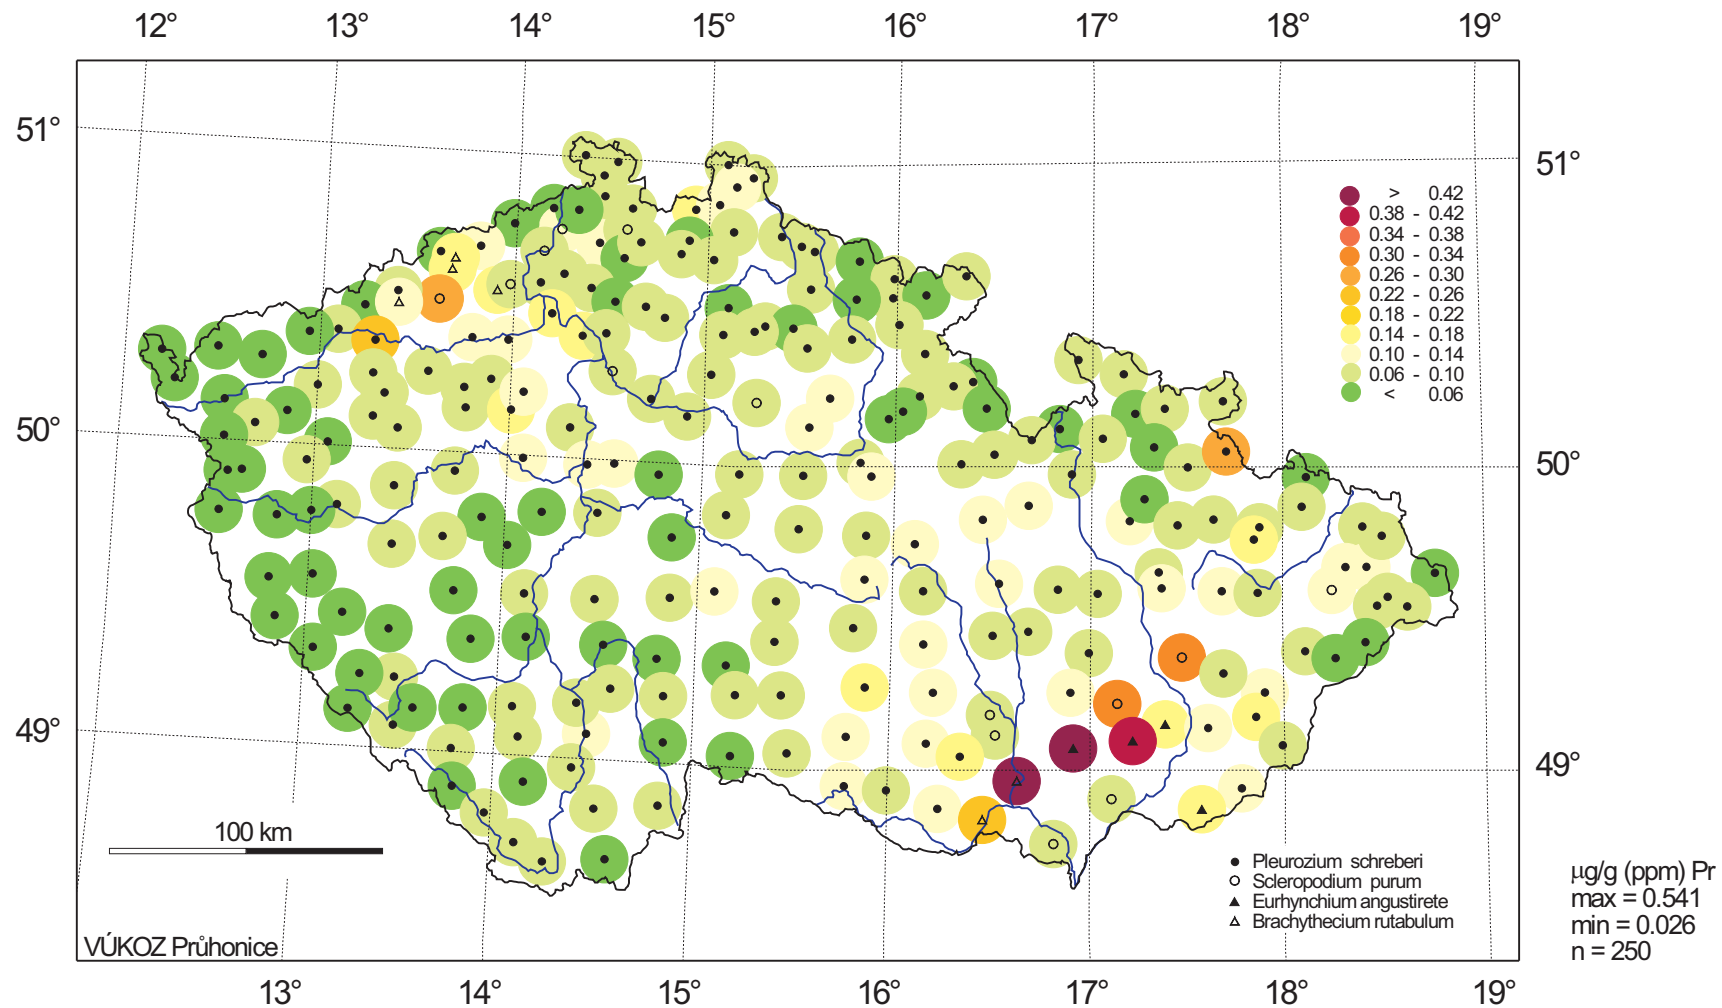 12° 13° 14° 15° 16° 17° 18° 19°
51°
51°
50°
50°
49°
49°
> 0.42
0.38 - 0.42
0.34 - 0.38
0.30 - 0.34
0.26 - 0.30
0.22 - 0.26
0.18 - 0.22
0.14 - 0.18
0.10 - 0.14
0.06 - 0.10
< 0.06
100 km
Pleurozium schreberi
Scleropodium purum
Eurhynchium angustirete
Brachythecium rutabulum
µg/g (ppm) Pr
max = 0.541
min = 0.026
n = 250
VÚKOZ Průhonice
13° 14° 15° 16° 17° 18° 19°